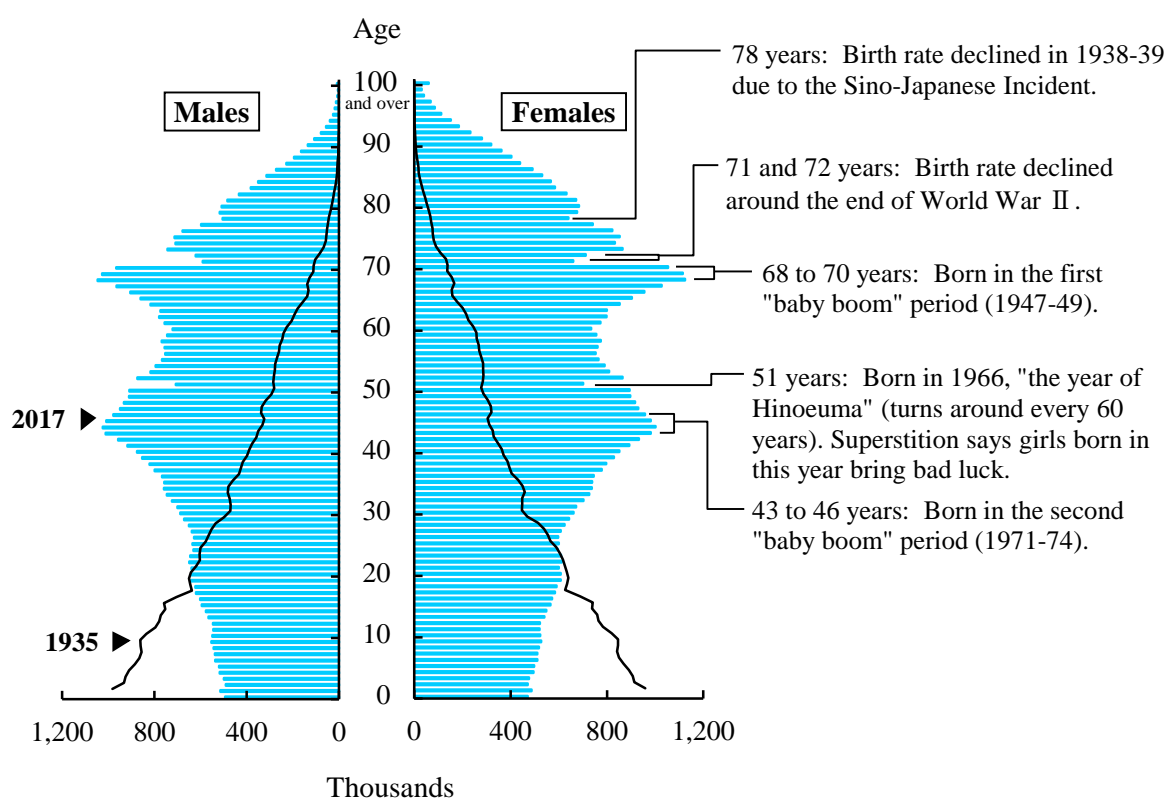 Age
78 years: Birth rate declined in 1938-39
due to the Sino-Japanese Incident.
Males
Females
100
and over
90
80
70
60
50
40
30
20
10
0
71 and 72 years: Birth rate declined
around the end of World War Ⅱ.
68 to 70 years: Born in the first
"baby boom" period (1947-49).
51 years: Born in 1966, "the year of
Hinoeuma" (turns around every 60
years). Superstition says girls born in
this year bring bad luck.
43 to 46 years: Born in the second
"baby boom" period (1971-74).
2017
1935
1,200 800 400 0
0 400 800 1,200
Thousands